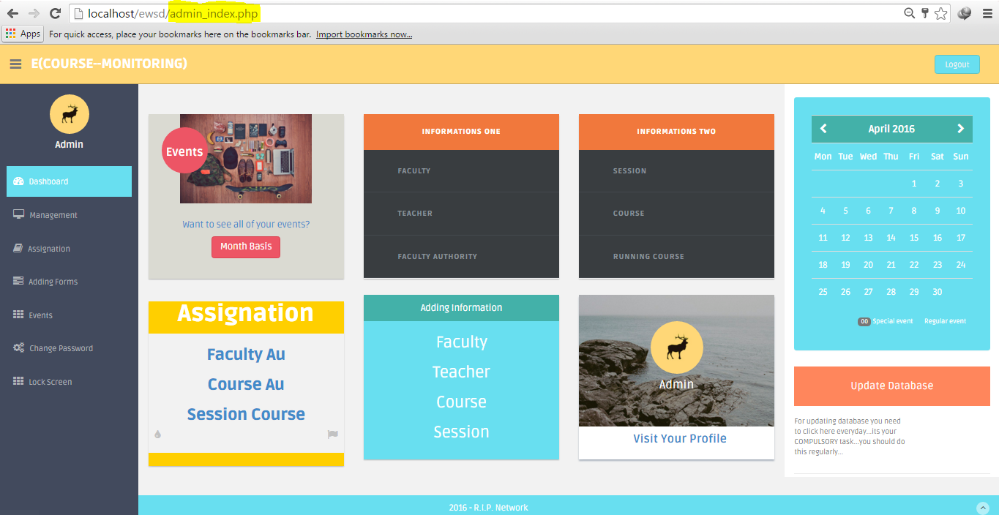 localhost/ewsd/admin_index.php
Apps For quick access, place your bookmarks here on the bookmarks bar. Import bookmarks now...
E(COURSE–MONITORING)
Logout
Admin
Dashboard
Management
Assignation
Adding Forms
Events
Change Password
Lock Screen
Events
Want to see all of your events?
Month Basis
INFORMATIONS ONE
FACULTY
TEACHER
FACULTY AUTHORITY
INFORMATIONS TWO
SESSION
COURSE
RUNNING COURSE
Assignation
Faculty Au
Course Au
Session Course
Adding Information
Faculty
Teacher
Course
Session
Admin
Visit Your Profile
April 2016
Mon Tue Wed Thu Fri Sat Sun
1 2 3
4 5 6 7 8 9 10
11 12 13 14 15 16 17
18 19 20 21 22 23 24
25 26 27 28 29 30
00 Special event Regular event
Update Database
For updating database you need
to click here everyday...its your
COMPULSORY task...you should do
this regularly...
2016 - R.I.P. Network